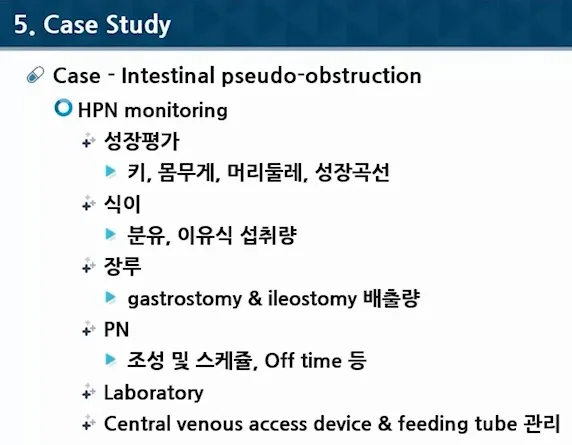 5. Case Study
Case - Intestinal pseudo-obstruction
HPN monitoring
성장평가
키, 몸무게, 머리둘레, 성장곡선
식이
분유, 이유식 섭취량
장루
gastrostomy & ileostomy 배출량
PN
조성 및 스케쥴, Off time 등
Laboratory
Central venous access device & feeding tube 관리